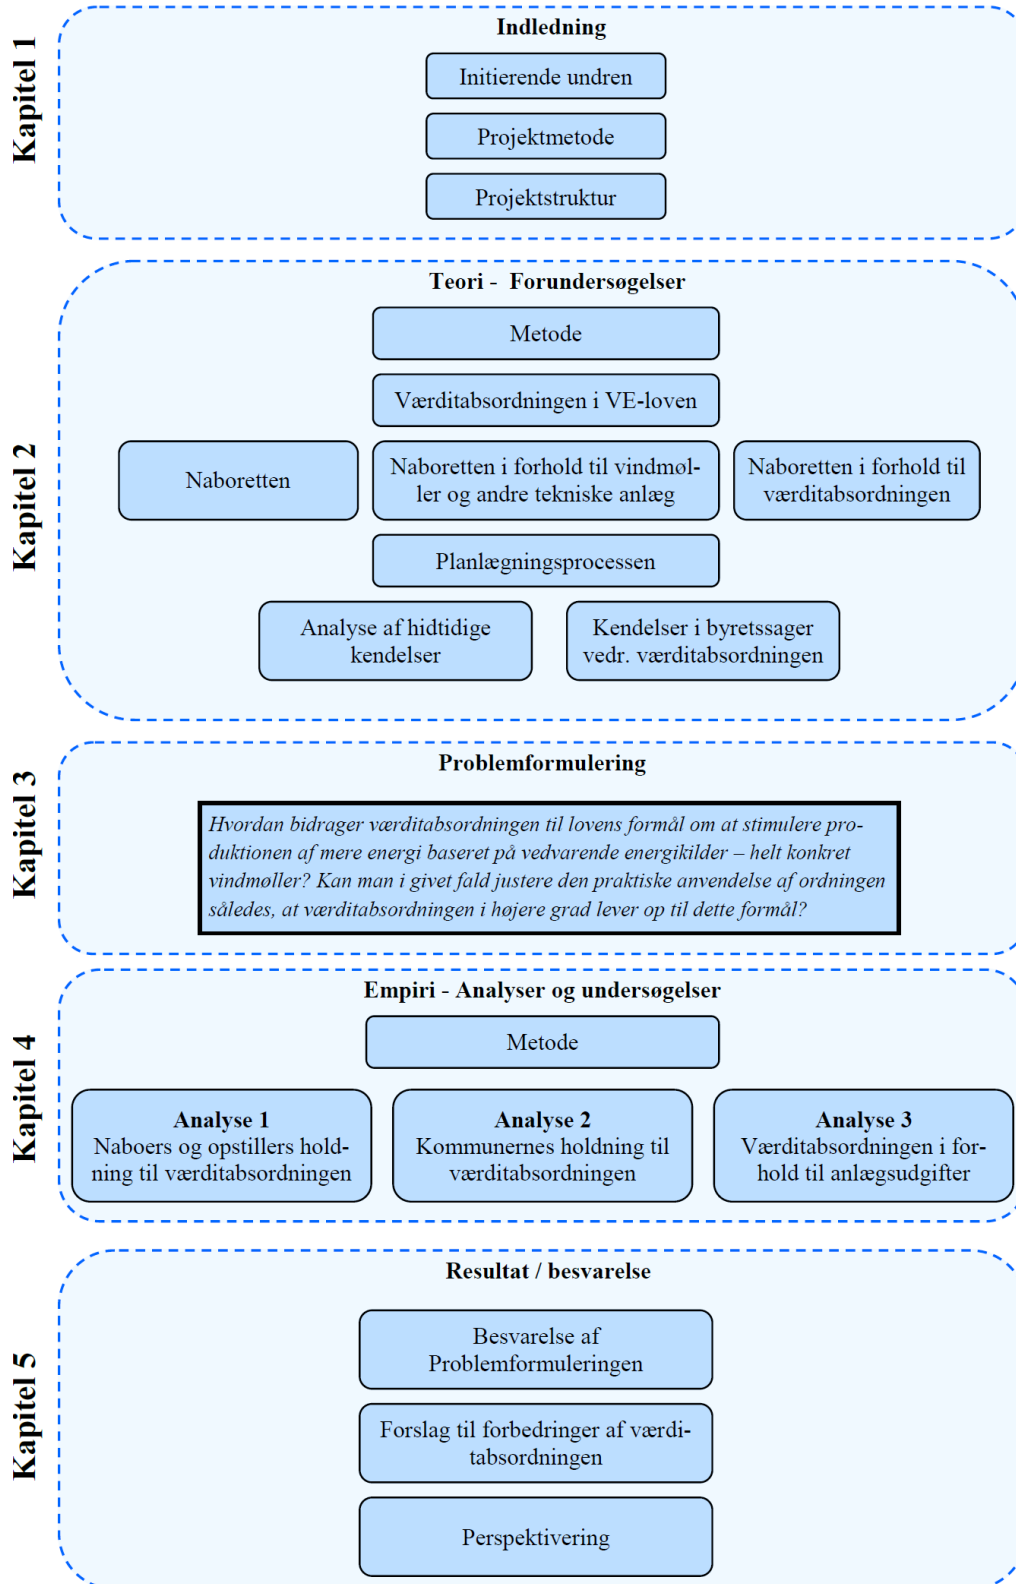 Kapitel 1
Indledning
Initierende undren
Projektmetode
Projektstruktur
Kapitel 2
Teori - Forundersøgelser
Metode
Værditabsordningen i VE-loven
Naboretten
Naboretten i forhold til vindmøl-
ler og andre tekniske anlæg
Naboretten i forhold til
værditabsordningen
Planlægningsprocessen
Analyse af hidtidige
kendelser
Kendelser i byretssager
vedr. værditabsordningen
Kapitel 3
Problemformulering
Hvordan bidrager værditabsordningen til lovens formål om at stimulere pro-
duktionen af mere energi baseret på vedvarende energikilder – helt konkret
vindmøller? Kan man i givet fald justere den praktiske anvendelse af ordningen
således, at værditabsordningen i højere grad lever op til dette formål?
Kapitel 4
Empiri - Analyser og undersøgelser
Metode
Analyse 1
Naboers og opstillers hold-
ning til værditabsordningen
Analyse 2
Kommunernes holdning til
værditabsordningen
Analyse 3
Værditabsordningen i for-
hold til anlægsudgifter
Kapitel 5
Resultat / besvarelse
Besvarelse af
Problemformuleringen
Forslag til forbedringer af værdi-
tabsordningen
Perspektivering